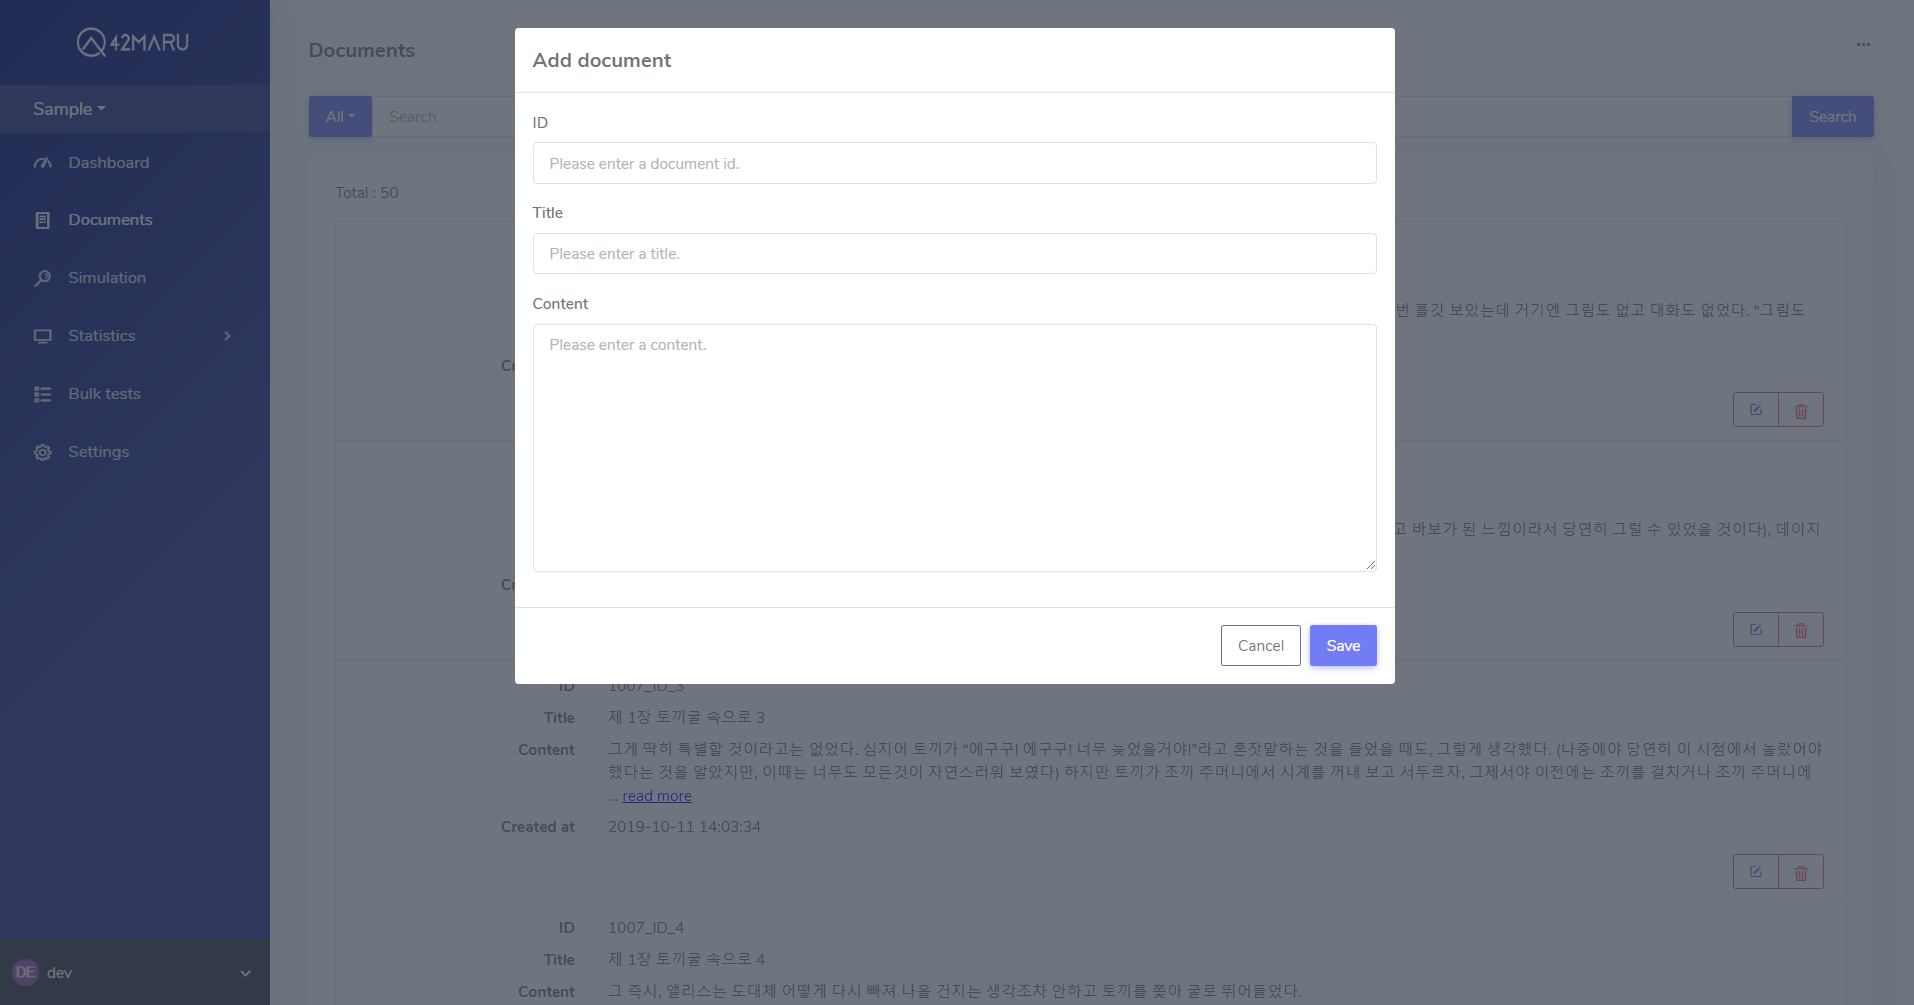 42MARU
Sample
Dashboard
Documents
Simulation
Statistics
Bulk tests
Settings
DE dev
Documents
All Search Search
Total : 50
Add document
ID
Please enter a document id.
Title
Please enter a title.
Content
Please enter a content.
Cancel Save
번 흘깃 보았는데 거기엔 그림도 없고 대화도 없었다. “그림도
고 바보가 된 느낌이라서 당연히 그럴 수 있었을 것이다), 데이지
ID 1007_ID_3
Title 제 1장 토끼굴 속으로 3
Content 그게 딱히 특별할 것이라고는 없었다. 심지어 토끼가 “에구구! 에구구! 너무 늦었을거야!”라고 혼잣말하는 것을 들었을 때도, 그렇게 생각했다. (나중에야 당연히 이 시점에서 놀랐어야
했다는 것을 알았지만, 이때는 너무도 모든것이 자연스러워 보였다) 하지만 토끼가 조끼 주머니에서 시계를 꺼내 보고 서두르자, 그제서야 이전에는 조끼를 걸치거나 조끼 주머니에
... read more
Created at 2019-10-11 14:03:34
ID 1007_ID_4
Title 제 1장 토끼굴 속으로 4
Content 그 즉시, 앨리스는 도대체 어떻게 다시 빠져 나올 건지는 생각조차 안하고 토끼를 쫓아 굴로 뛰어들었다.